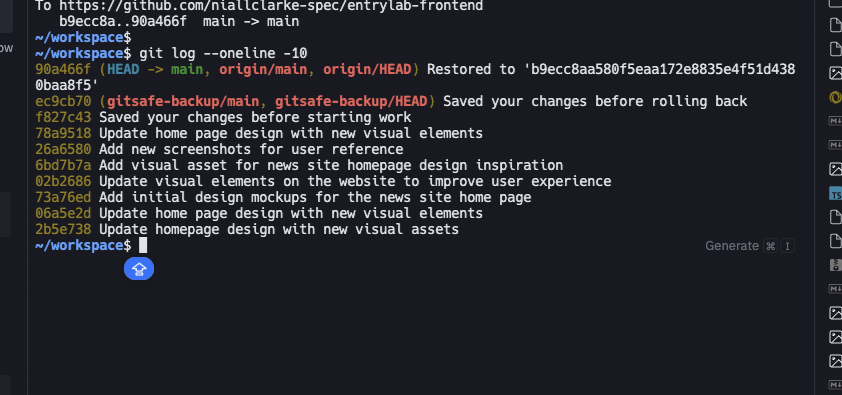 To https://github.com/niallclarke-spec/entrylab-frontend
b9ecc8a..90a466f  main -> main
~/workspace$
~/workspace$ git log --oneline -10
90a466f (HEAD -> main, origin/main, origin/HEAD) Restored to 'b9ecc8aa580f5eaa172e8835e4f51d438
0baa8f5'
ec9cb70 (gitsafe-backup/main, gitsafe-backup/HEAD) Saved your changes before rolling back
f827c43 Saved your changes before starting work
78a9518 Update home page design with new visual elements
26a6580 Add new screenshots for user reference
6bd7b7a Add visual asset for news site homepage design inspiration
02b2686 Update visual elements on the website to improve user experience
73a76ed Add initial design mockups for the news site home page
06a5e2d Update home page design with new visual elements
2b5e738 Update homepage design with new visual assets
~/workspace$
Generate ⌘ I
ow
M↓
M↓
TS
M↓
M↓